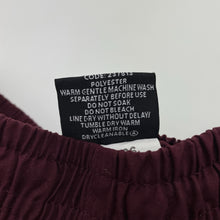 CODE:
POLYESTER
WARM GENTLE MACHINE WASH
SEPARATELY BEFORE USE
DO NOT SOAK
DO NOT BLEACH
LINE DRY WITHOUT DELAY/
TUMBLE DRY WARM
WARM IRON
DRYCLEANABLE Ⓐ